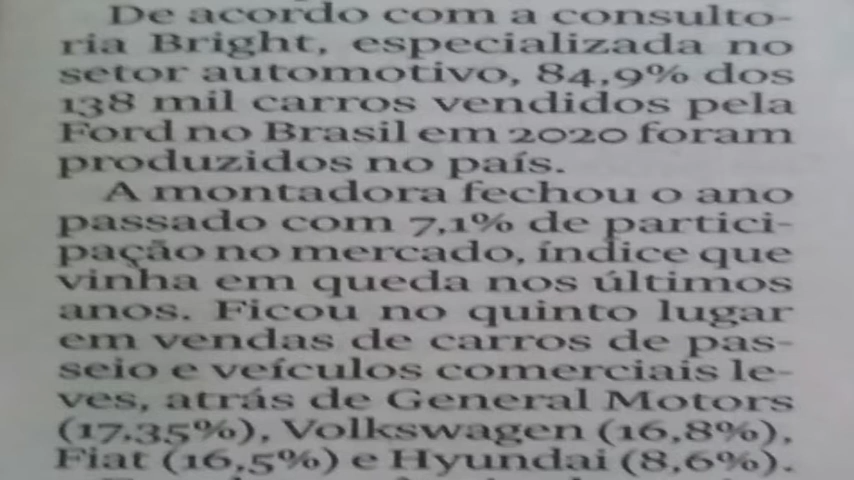 De acordo com a consulto-
ria Bright, especializada no
setor automotivo, 84,9% dos
138 mil carros vendidos pela
Ford no Brasil em 2020 foram
produzidos no país.
A montadora fechou o ano
passado com 7,1% de partici-
pação no mercado, índice que
vinha em queda nos últimos
anos. Ficou no quinto lugar
em vendas de carros de pas-
seio e veículos comerciais le-
ves, atrás de General Motors
(17,35%), Volkswagen (16,8%),
Fiat (16,5%) e Hyundai (8,6%).